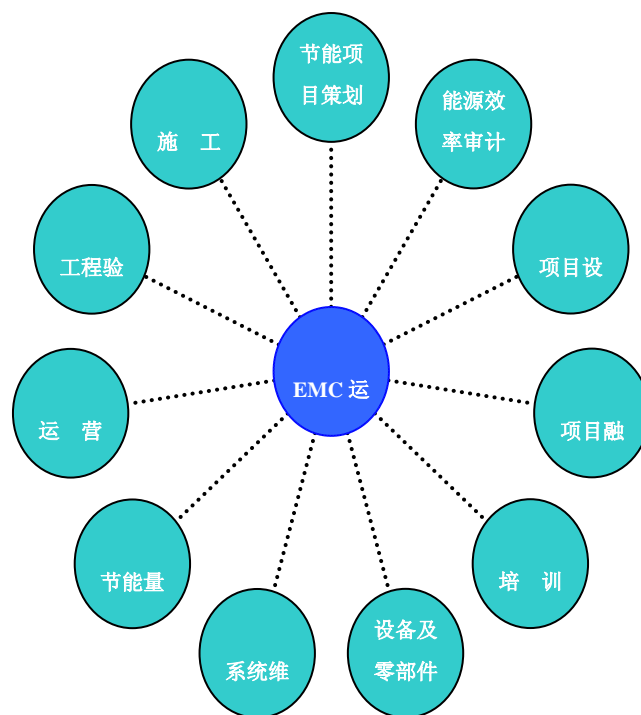 节能项
目策划
能源效
率审计
施 工
项目设
工程验
EMC 运
项目融
运 营
培 训
节能量
设备及
零部件
系统维